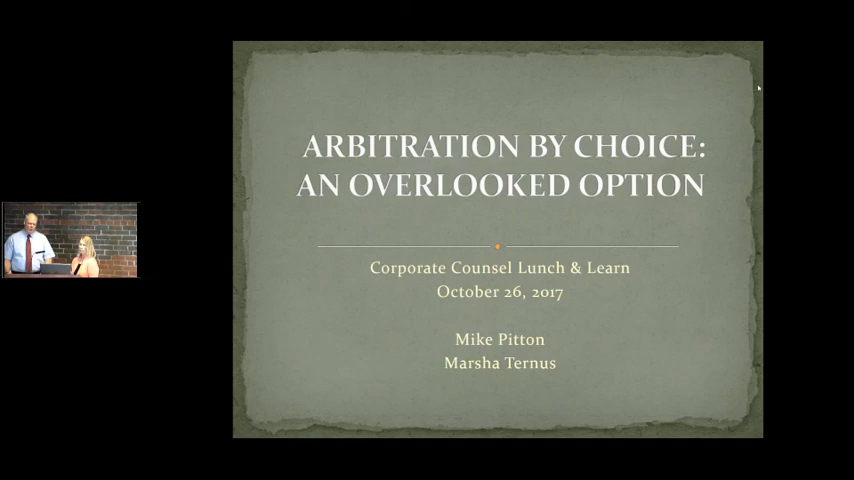 ARBITRATION BY CHOICE:
AN OVERLOOKED OPTION
Corporate Counsel Lunch & Learn
October 26, 2017
Mike Pitton
Marsha Ternus